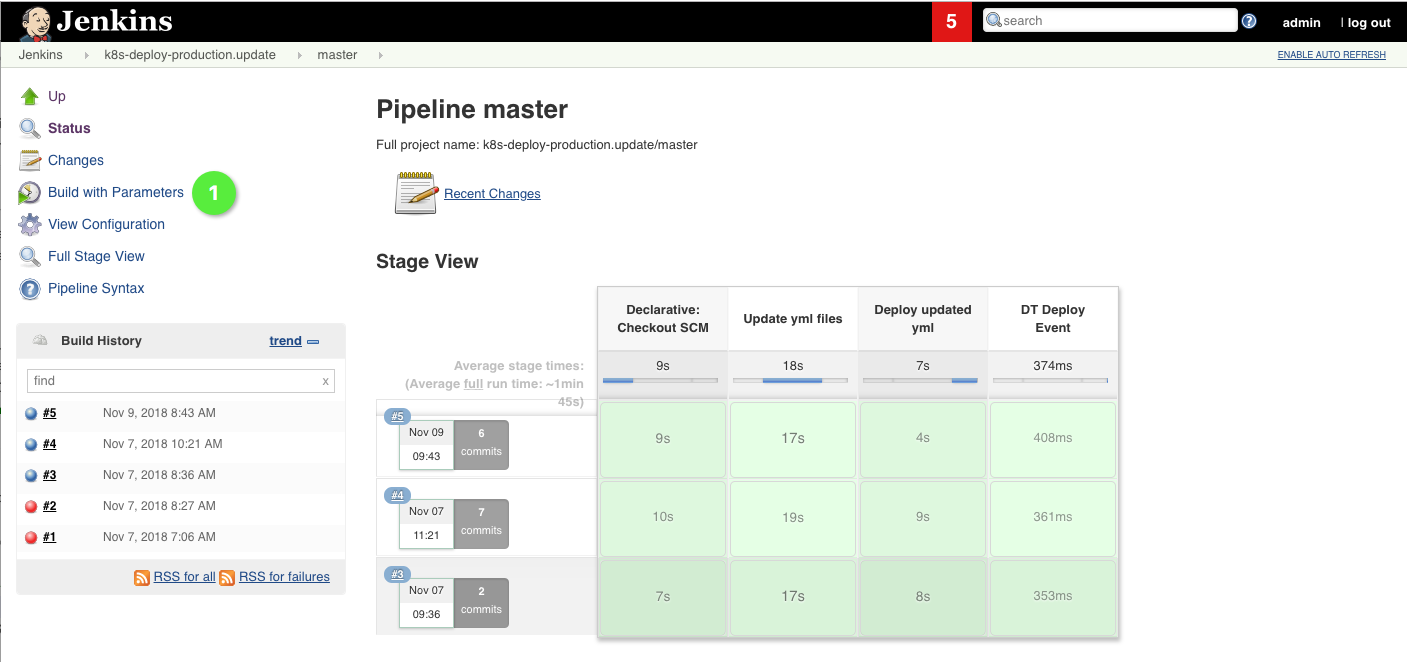 Jenkins
5
search
admin
| log out
Jenkins
k8s-deploy-production.update
master
ENABLE AUTO REFRESH
Up
Status
Changes
Build with Parameters
1
View Configuration
Full Stage View
Pipeline Syntax
Build History
trend
find
x
#5 Nov 9, 2018 8:43 AM
#4 Nov 7, 2018 10:21 AM
#3 Nov 7, 2018 8:36 AM
#2 Nov 7, 2018 8:27 AM
#1 Nov 7, 2018 7:06 AM
RSS for all
RSS for failures
Pipeline master
Full project name: k8s-deploy-production.update/master
Recent Changes
Stage View
Declarative:
Checkout SCM
Update yml files
Deploy updated
yml
DT Deploy
Event
Average stage times:
(Average full run time: ~1min
45s)
9s
18s
7s
374ms
#5
Nov 09
09:43
6
commits
9s
17s
4s
408ms
#4
Nov 07
11:21
7
commits
10s
19s
9s
361ms
#3
Nov 07
09:36
2
commits
7s
17s
8s
353ms